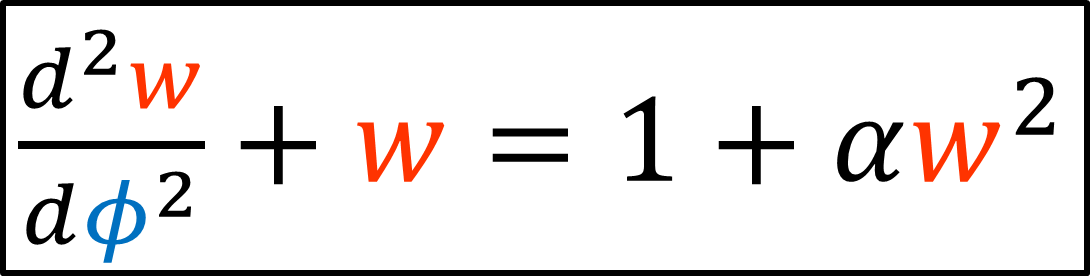 d²w/dϕ² + w = 1 + αw²